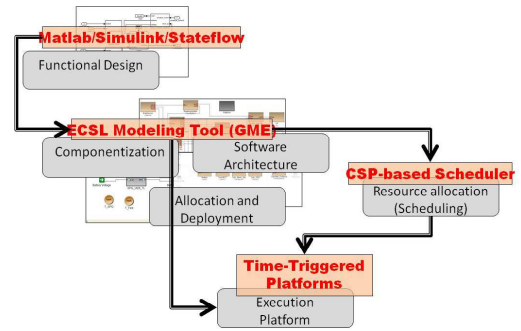 Matlab/Simulink/Stateflow
Functional Design
ECSL Modeling Tool (GME)
Componentization
Software
Architecture
Allocation and
Deployment
CSP-based Scheduler
Resource allocation
(Scheduling)
Time-Triggered
Platforms
Execution
Platform